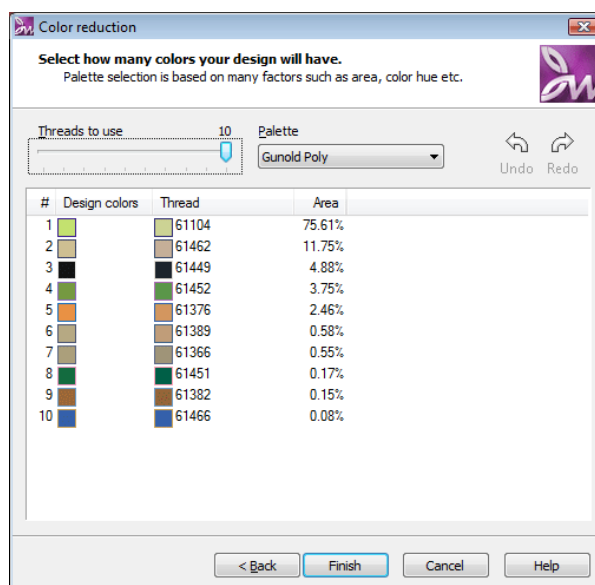 Color reduction
Select how many colors your design will have.
Palette selection is based on many factors such as area, color hue etc.
Threads to use 10 Palette
Gunold Poly
Undo Redo
# Design colors Thread Area
1 61104 75.61%
2 61462 11.75%
3 61449 4.88%
4 61452 3.75%
5 61376 2.46%
6 61389 0.58%
7 61366 0.55%
8 61451 0.17%
9 61382 0.15%
10 61466 0.08%
< Back Finish Cancel Help